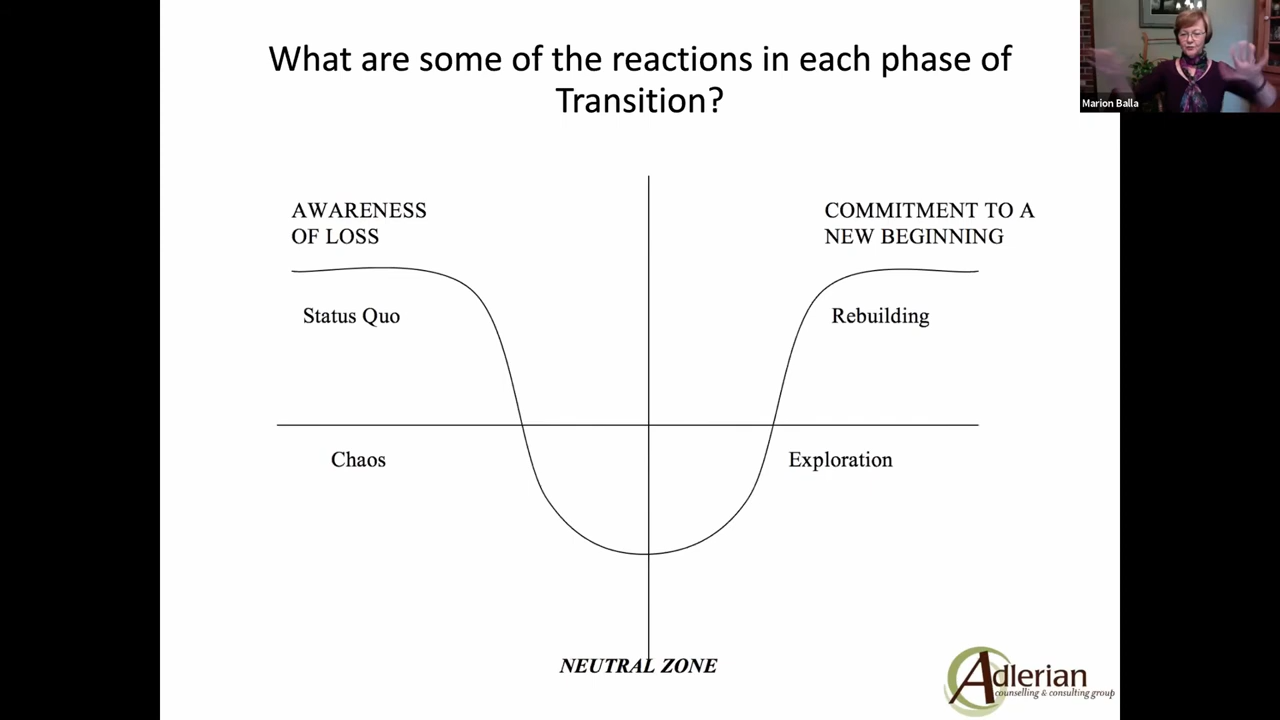 What are some of the reactions in each phase of
Transition?
Marion Balla
AWARENESS
OF LOSS
COMMITMENT TO A
NEW BEGINNING
Status Quo
Rebuilding
Chaos
Exploration
NEUTRAL ZONE
Adlerian
counselling & consulting group